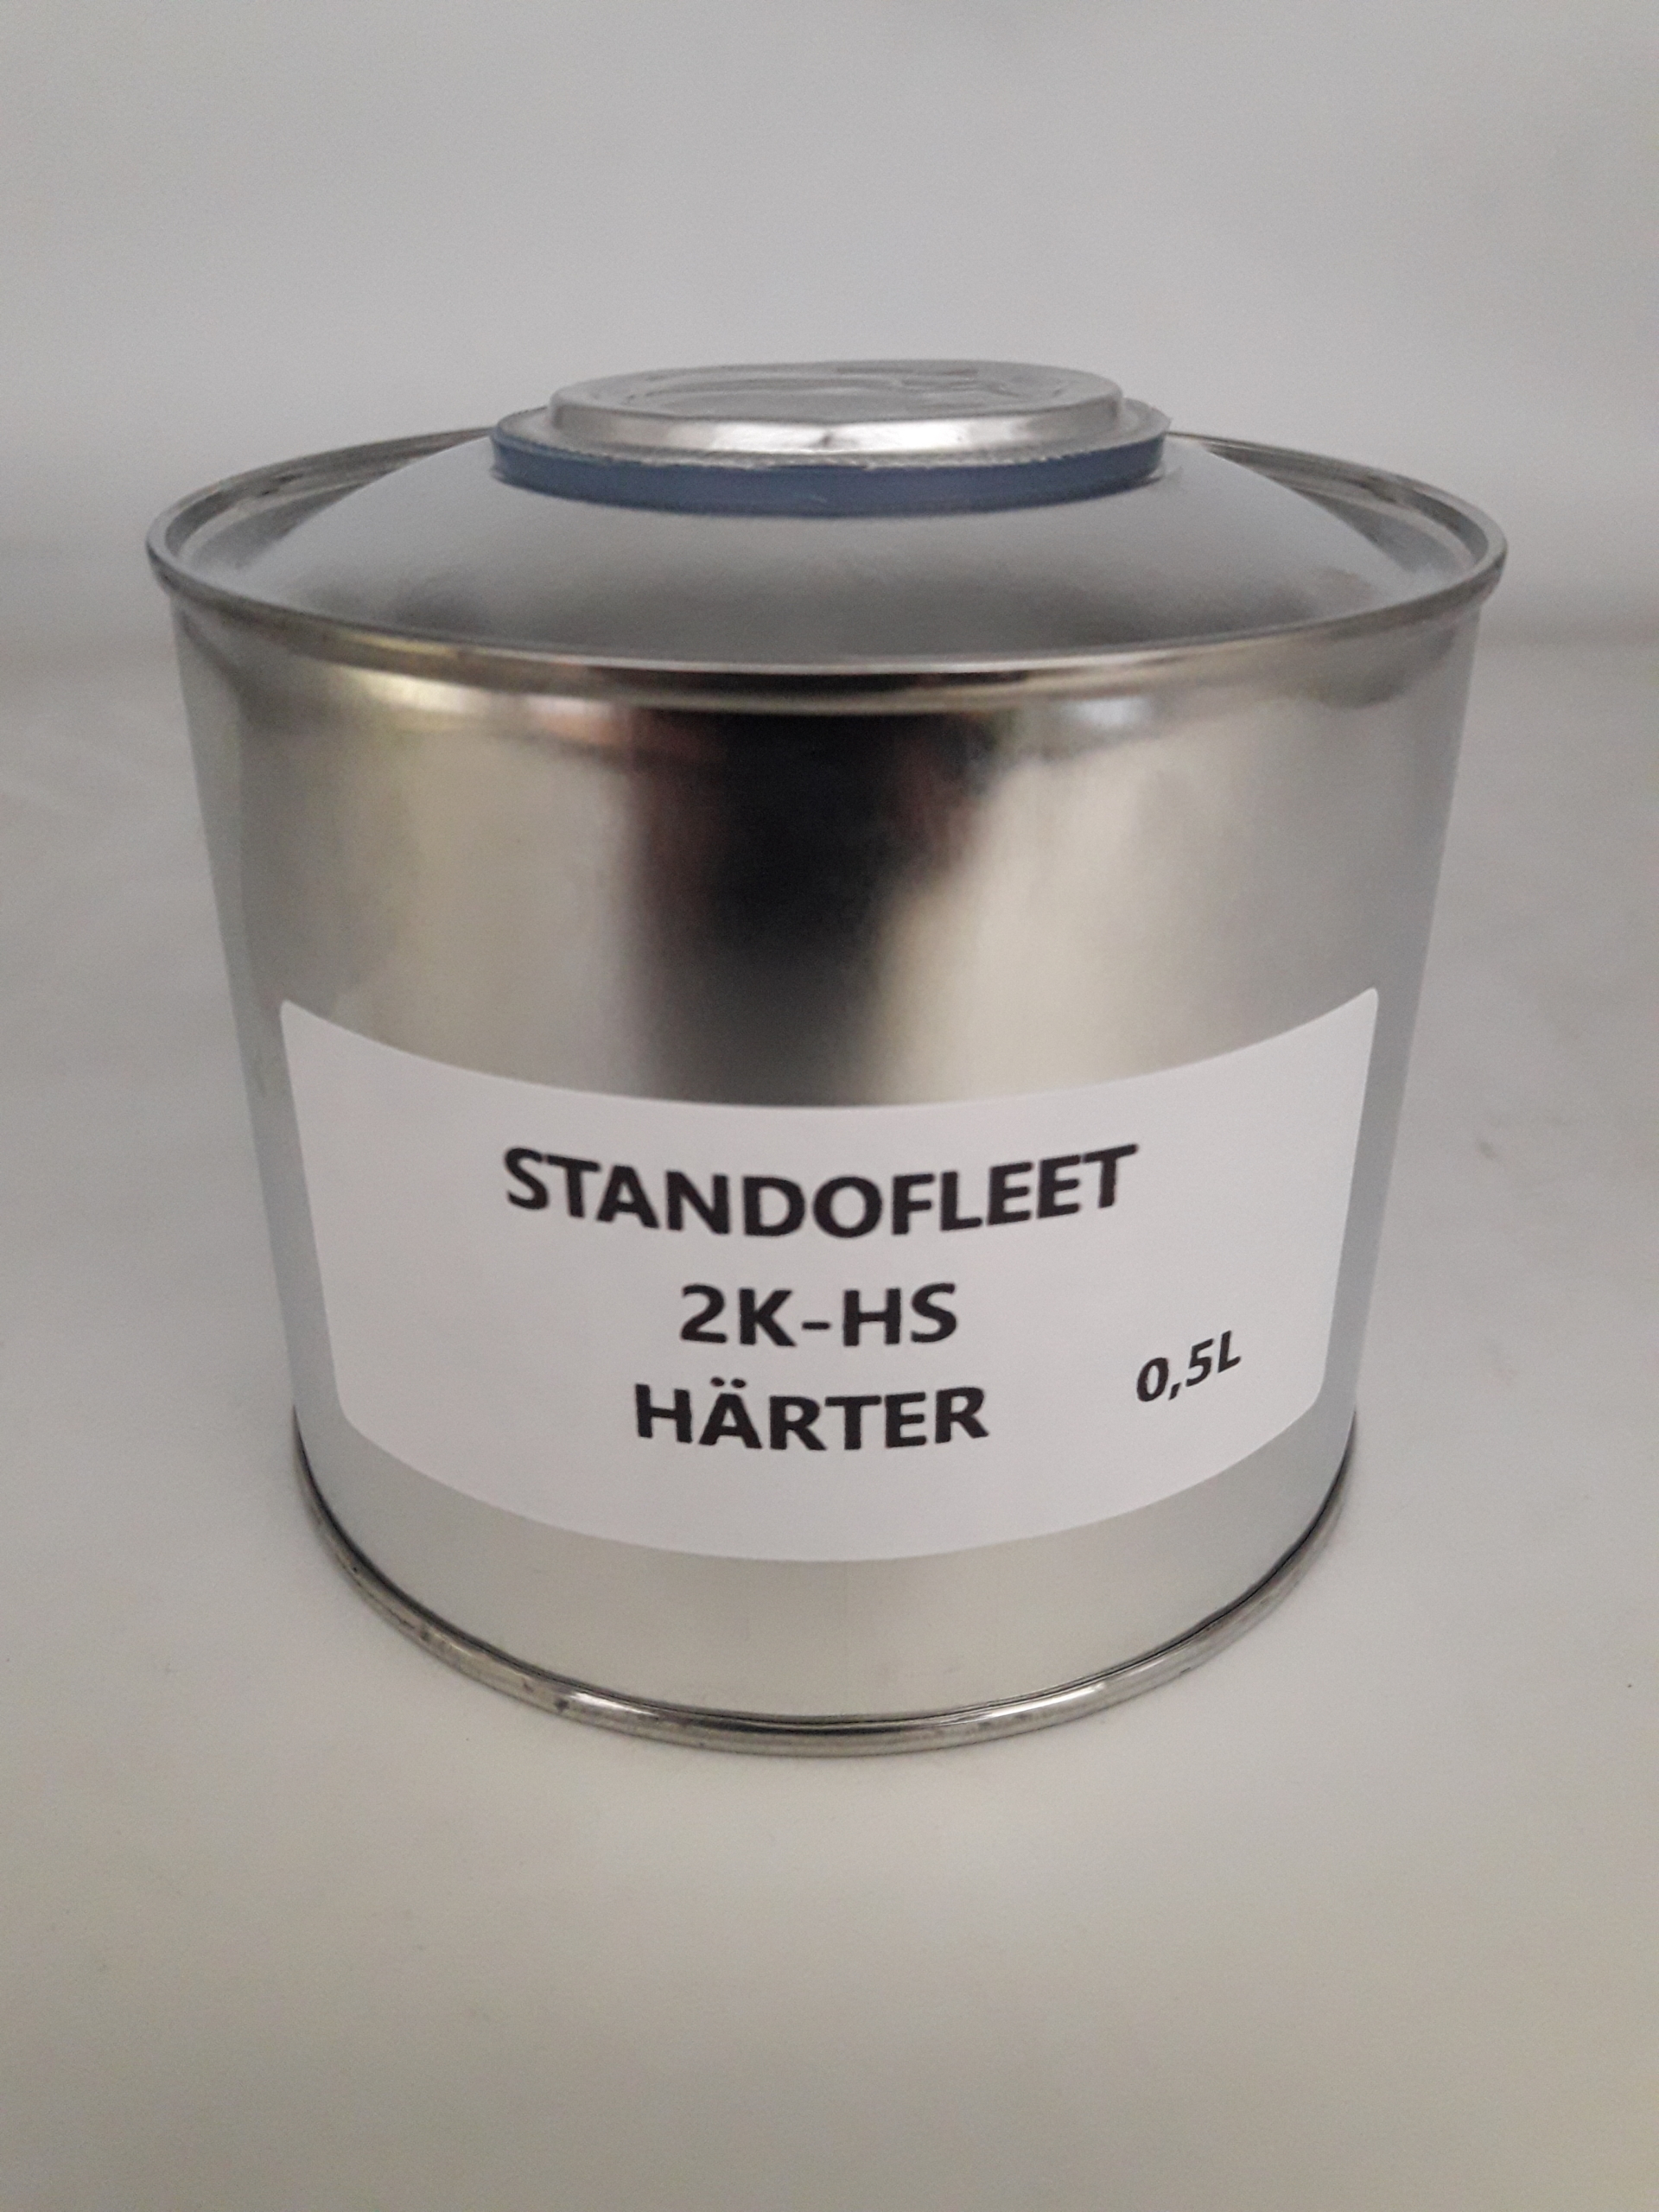 STANDOFLEET
2K-HS
HÄRTER
0,5L